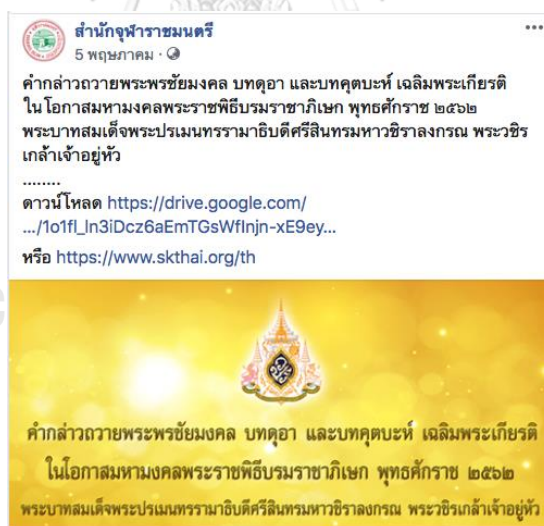 สำนักจุฬาราชมนตรี
5 พฤษภาคม ·
คำกล่าวถวายพระพรชัยมงคล บทดุอา และบทคุตบะห์ เฉลิมพระเกียรติ
ในโอกาสมหามงคลพระราชพิธีบรมราชาภิเษก พุทธศักราช ๒๕๖๒
พระบาทสมเด็จพระปรเมนทรรามาธิบดีศรีสินทรมหาวชิราลงกรณ พระวชิร
เกล้าเจ้าอยู่หัว
........
ดาวน์โหลด https://drive.google.com/
.../1o1fl_ln3iDcz6aEmTGsWfInjn-xE9ey...
หรือ https://www.skthai.org/th
คำกล่าวถวายพระพรชัยมงคล บทดุอา และบทคุตบะห์ เฉลิมพระเกียรติ
ในโอกาสมหามงคลพระราชพิธีบรมราชาภิเษก พุทธศักราช ๒๕๖๒
พระบาทสมเด็จพระปรเมนทรรามาธิบดีศรีสินทรมหาวชิราลงกรณ พระวชิรเกล้าเจ้าอยู่หัว